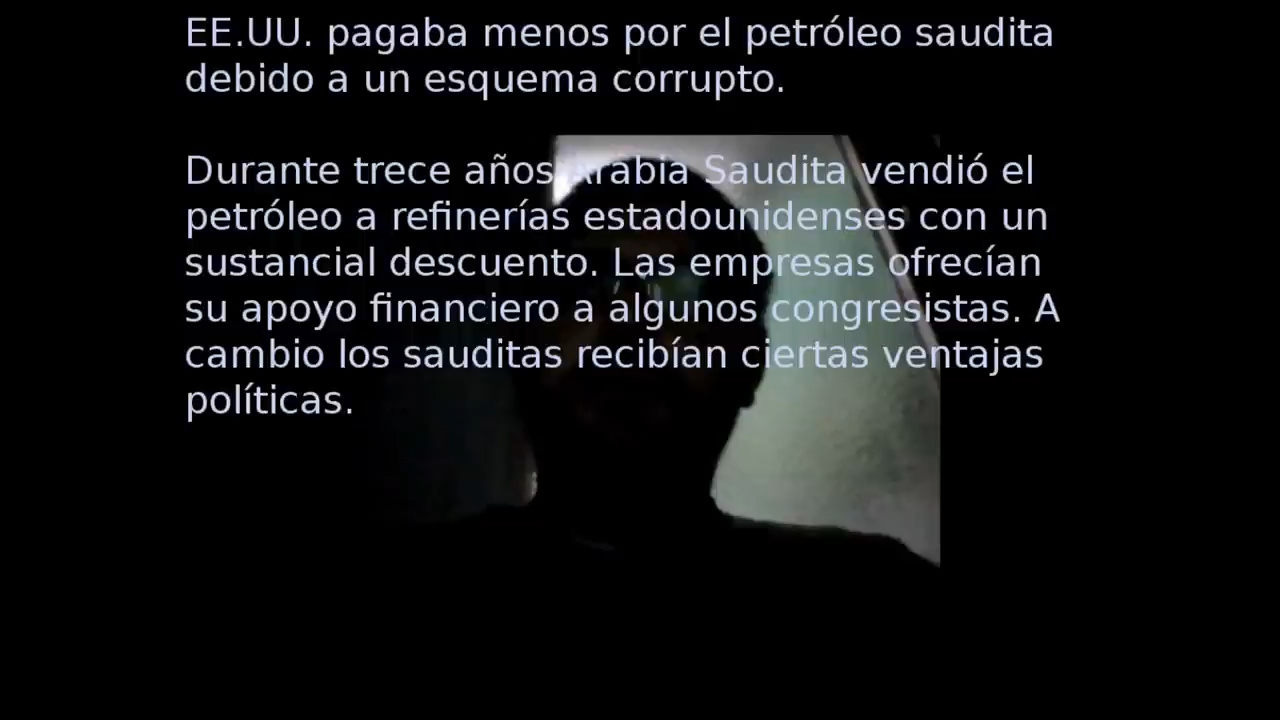 EE.UU. pagaba menos por el petróleo saudita
debido a un esquema corrupto.
Durante trece años Arabia Saudita vendió el
petróleo a refinerías estadounidenses con un
sustancial descuento. Las empresas ofrecían
su apoyo financiero a algunos congresistas. A
cambio los sauditas recibían ciertas ventajas
políticas.